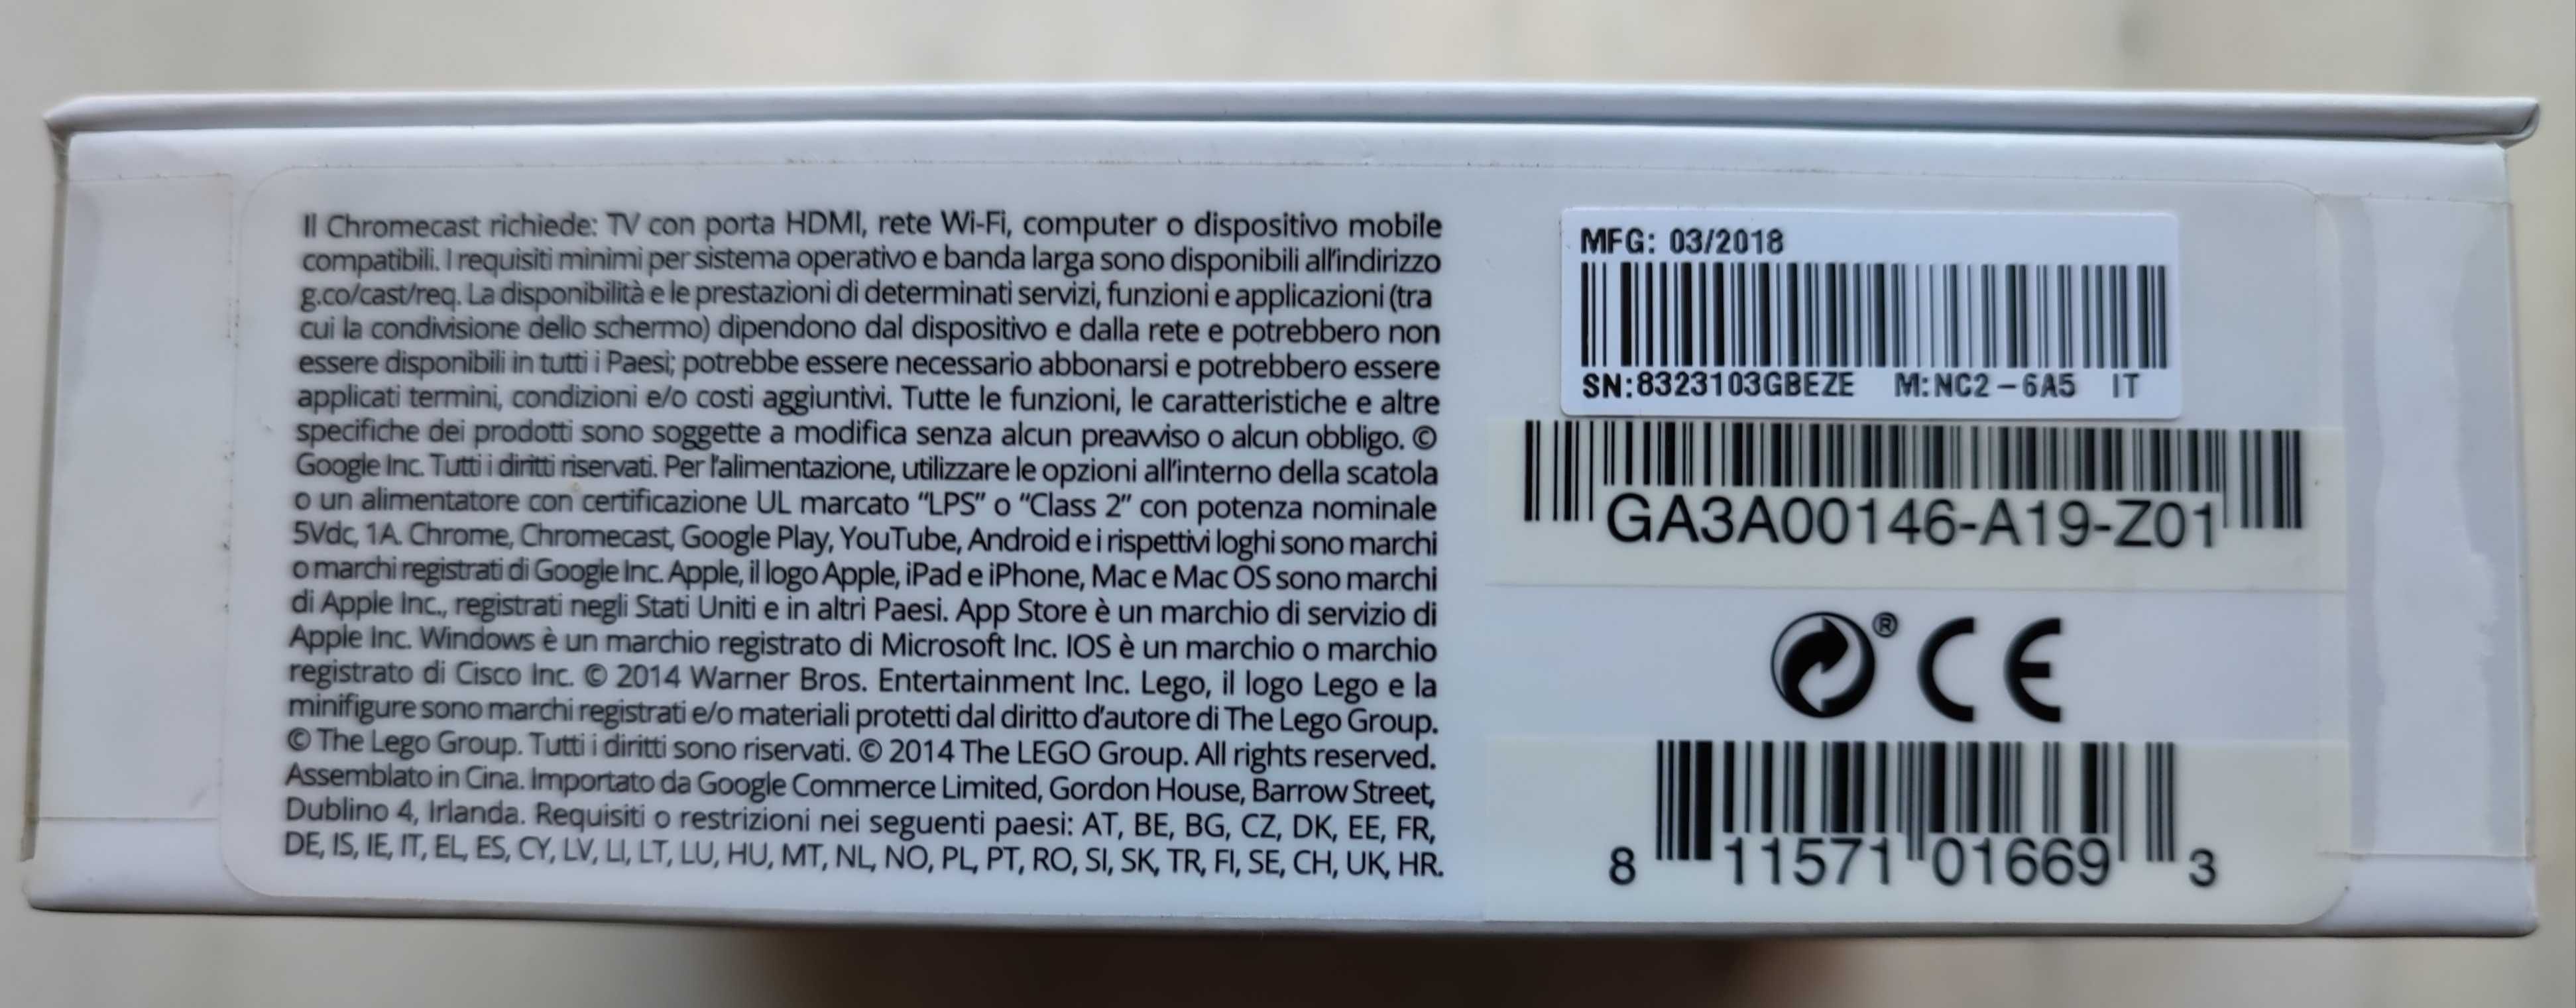 Il Chromecast richiede: TV con porta HDMI, rete Wi-Fi, computer o dispositivo mobile
compatibili. I requisiti minimi per sistema operativo e banda larga sono disponibili all'indirizzo
g.co/cast/req. La disponibilità e le prestazioni di determinati servizi, funzioni e applicazioni (tra
cui la condivisione dello schermo) dipendono dal dispositivo e dalla rete e potrebbero non
essere disponibili in tutti i Paesi; potrebbe essere necessario abbonarsi e potrebbero essere
applicati termini, condizioni e/o costi aggiuntivi. Tutte le funzioni, le caratteristiche e altre
specifiche dei prodotti sono soggette a modifica senza alcun preavviso o alcun obbligo. ©
Google Inc. Tutti i diritti riservati. Per l'alimentazione, utilizzare le opzioni all'interno della scatola
o un alimentatore con certificazione UL marcato “LPS” o “Class 2” con potenza nominale
5Vdc, 1A. Chrome, Chromecast, Google Play, YouTube, Android e i rispettivi loghi sono marchi
o marchi registrati di Google Inc. Apple, il logo Apple, iPad e iPhone, Mac e Mac OS sono marchi
di Apple Inc., registrati negli Stati Uniti e in altri Paesi. App Store è un marchio di servizio di
Apple Inc. Windows è un marchio registrato di Microsoft Inc. IOS è un marchio o marchio
registrato di Cisco Inc. © 2014 Warner Bros. Entertainment Inc. Lego, il logo Lego e la
minifigure sono marchi registrati e/o materiali protetti dal diritto d'autore di The Lego Group.
© The Lego Group. Tutti i diritti sono riservati. © 2014 The LEGO Group. All rights reserved.
Assemblato in Cina. Importato da Google Commerce Limited, Gordon House, Barrow Street,
Dublino 4, Irlanda. Requisiti o restrizioni nei seguenti paesi: AT, BE, BG, CZ, DK, EE, FR,
DE, IS, IE, IT, EL, ES, CY, LV, LI, LT, LU, HU, MT, NL, NO, PL, PT, RO, SI, SK, TR, FI, SE, CH, UK, HR.
MFG: 03/2018
SN:8323103GBEZE M:NC2-6A5 IT
GA3A00146-A19-Z01
® CE
8 11571 01669 3